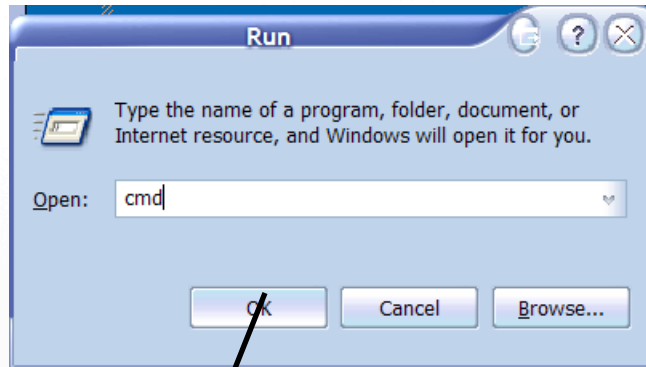 Run
Type the name of a program, folder, document, or
Internet resource, and Windows will open it for you.
Open: cmd
OK Cancel Browse...